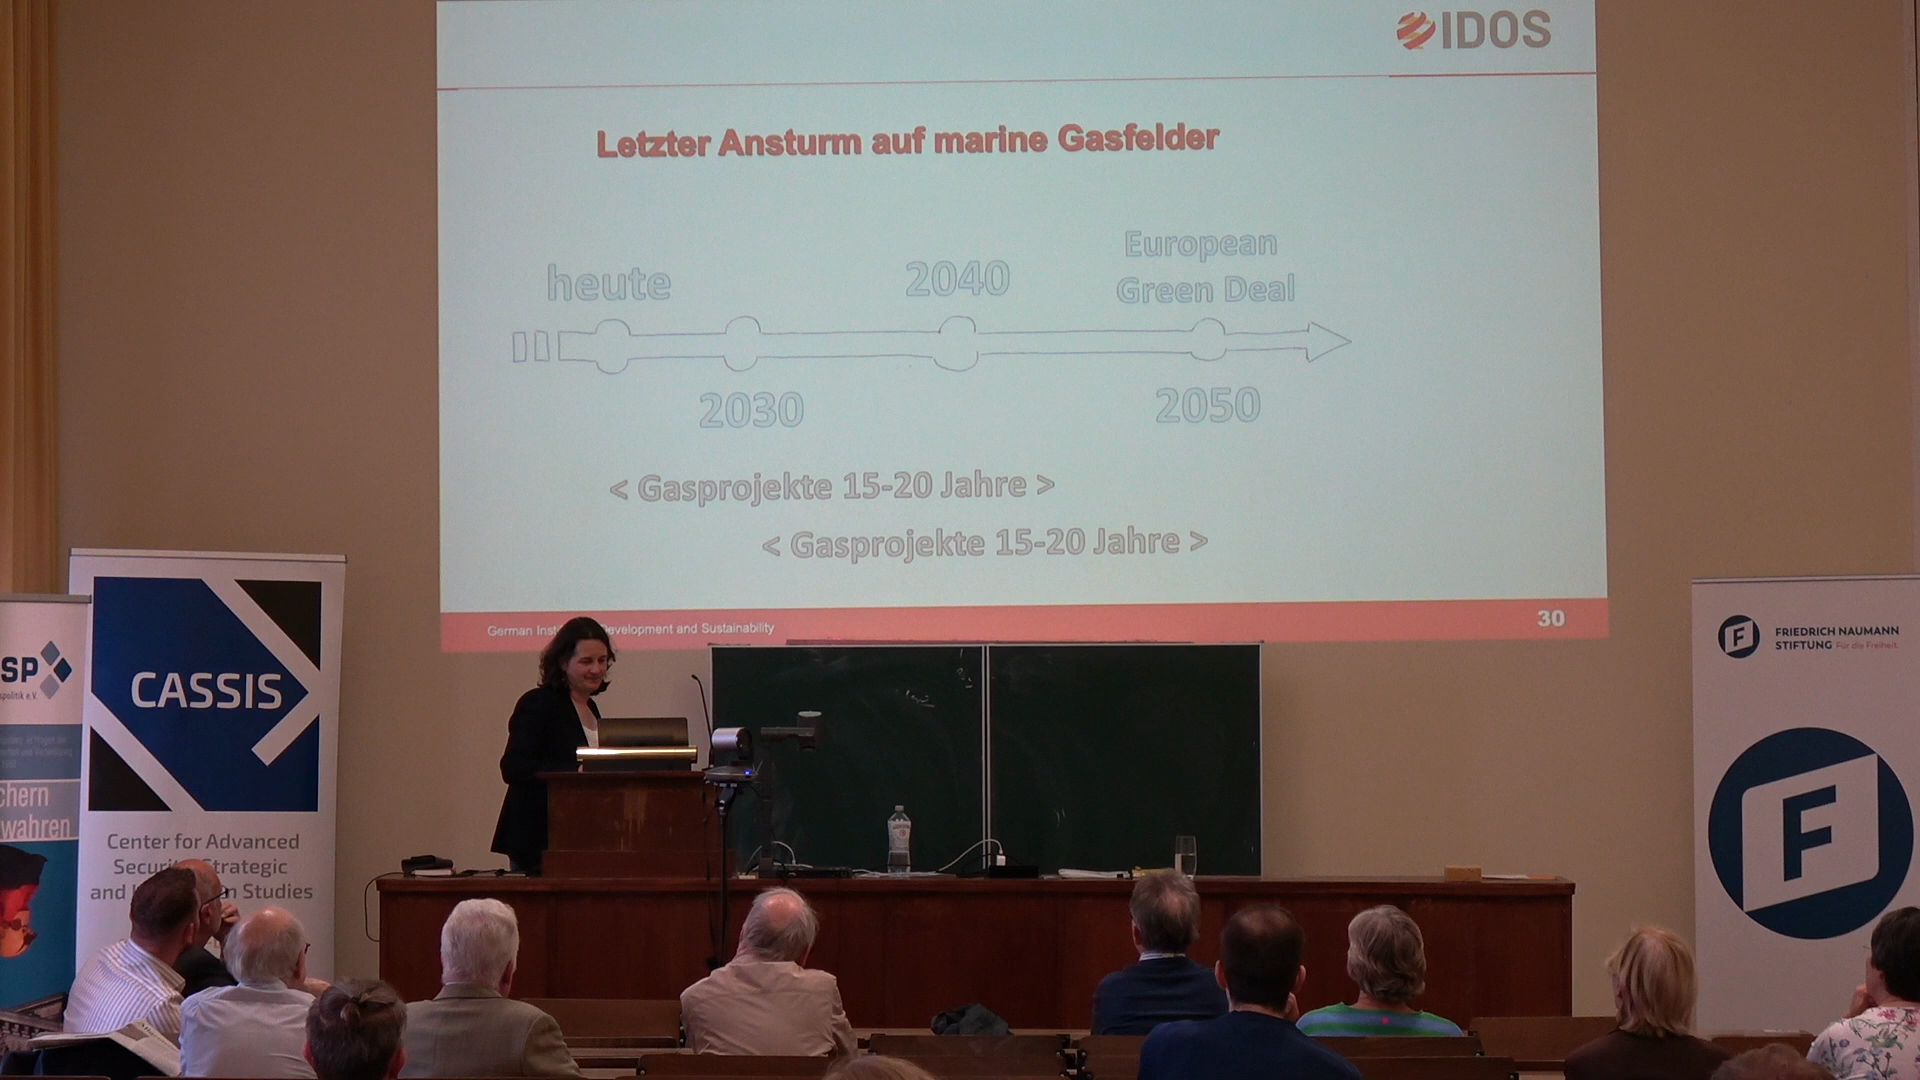 IDOS
Letzter Ansturm auf marine Gasfelder
heute
2040
European
Green Deal
2030
2050
< Gasprojekte 15-20 Jahre >
< Gasprojekte 15-20 Jahre >
German Inst Development and Sustainability
30
SP
spolitik e.V.
chern
wahren
CASSIS
Center for Advanced
Security Strategic
and n Studies
F
FRIEDRICH NAUMANN
STIFTUNG Für die Freiheit.
F